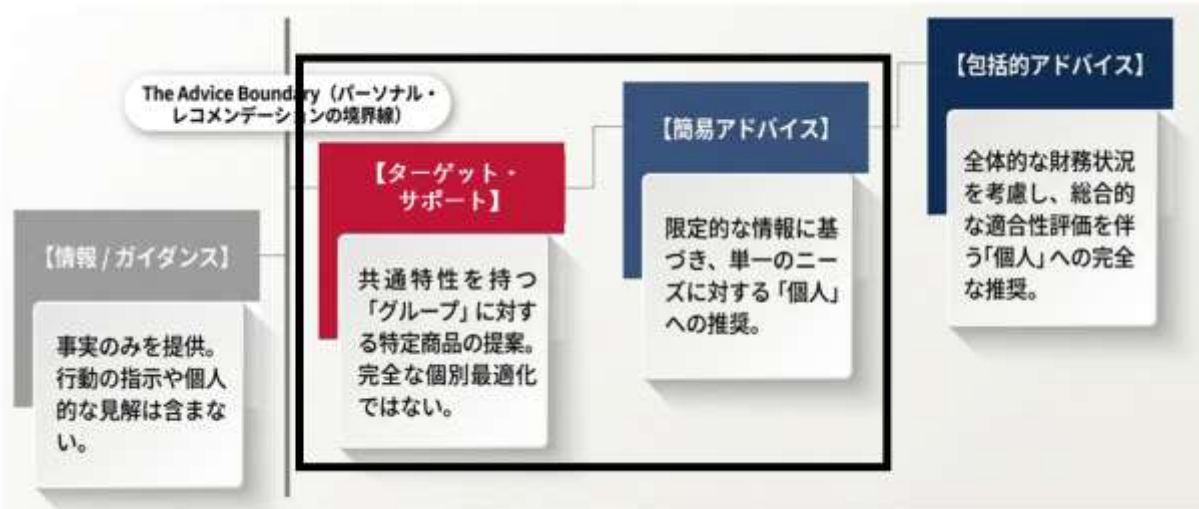 The Advice Boundary（パーソナル・
レコメンデーションの境界線）
【情報 / ガイダンス】
事実のみを提供。
行動の指示や個人
的な見解は含まな
い。
【ターゲット・
サポート】
共通特性を持つ
「グループ」に対す
る特定商品の提案。
完全な個別最適化
ではない。
【簡易アドバイス】
限定的な情報に基
づき、単一のニー
ズに対する「個人」
への推奨。
【包括的アドバイス】
全体的な財務状況
を考慮し、総合的
な適合性評価を伴
う「個人」への完全
な推奨。